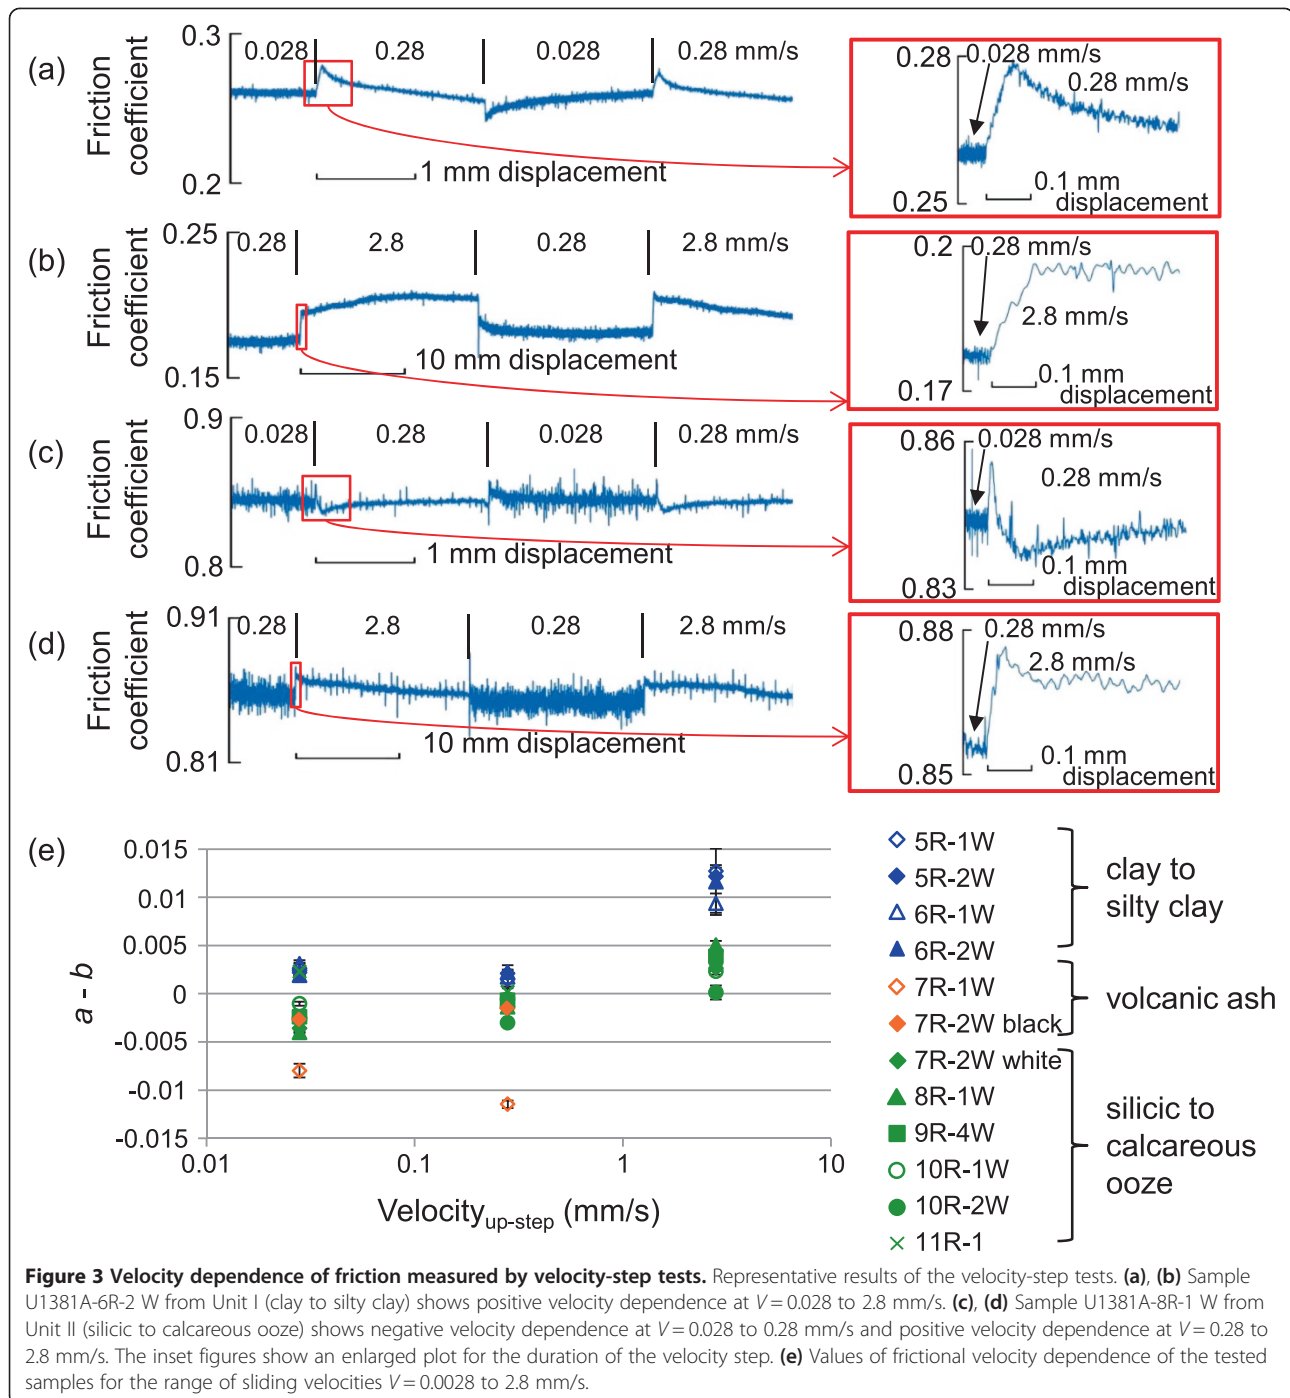 (a)
Friction
coefficient
0.3
0.2
0.028
0.28
0.028
0.28 mm/s
1 mm displacement
0.28
0.25
0.028 mm/s
0.28 mm/s
0.1 mm
displacement
(b)
Friction
coefficient
0.25
0.15
0.28
2.8
0.28
2.8 mm/s
10 mm displacement
0.2
0.17
0.28 mm/s
2.8 mm/s
0.1 mm
displacement
(c)
Friction
coefficient
0.9
0.8
0.028
0.28
0.028
0.28 mm/s
1 mm displacement
0.86
0.83
0.028 mm/s
0.28 mm/s
0.1 mm
displacement
(d)
Friction
coefficient
0.91
0.81
0.28
2.8
0.28
2.8 mm/s
10 mm displacement
0.88
0.85
0.28 mm/s
2.8 mm/s
0.1 mm
displacement
(e)
a - b
0.015
0.01
0.005
0
-0.005
-0.01
-0.015
0.01
0.1
1
10
Velocity up-step (mm/s)
5R-1W
5R-2W
6R-1W
6R-2W
7R-1W
7R-2W black
7R-2W white
8R-1W
9R-4W
10R-1W
10R-2W
11R-1
clay to
silty clay
volcanic ash
silicic to
calcareous
ooze
Figure 3 Velocity dependence of friction measured by velocity-step tests. Representative results of the velocity-step tests. (a), (b) Sample
U1381A-6R-2 W from Unit I (clay to silty clay) shows positive velocity dependence at V = 0.028 to 2.8 mm/s. (c), (d) Sample U1381A-8R-1 W from
Unit II (silicic to calcareous ooze) shows negative velocity dependence at V = 0.028 to 0.28 mm/s and positive velocity dependence at V = 0.28 to
2.8 mm/s. The inset figures show an enlarged plot for the duration of the velocity step. (e) Values of frictional velocity dependence of the tested
samples for the range of sliding velocities V = 0.0028 to 2.8 mm/s.